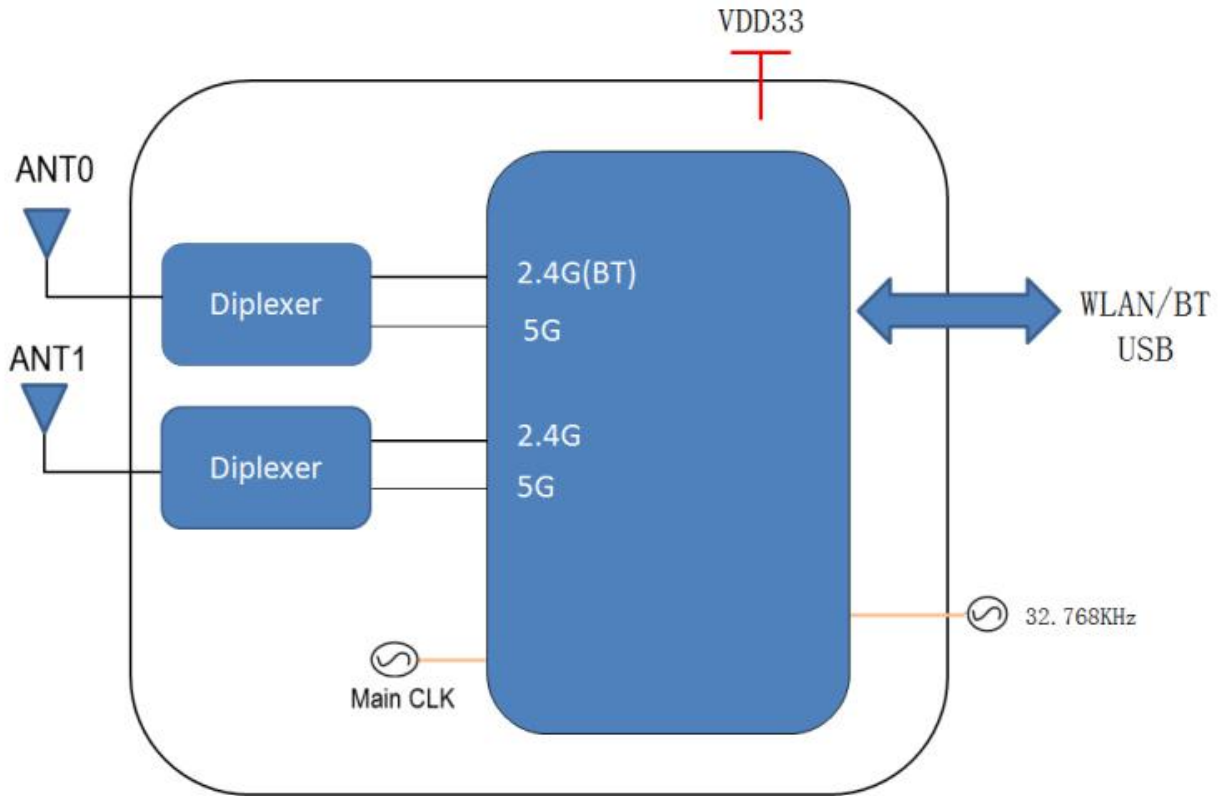 VDD33
ANT0
Diplexer
2.4G(BT)
5G
WLAN/BT
USB
ANT1
Diplexer
2.4G
5G
32.768KHz
Main CLK